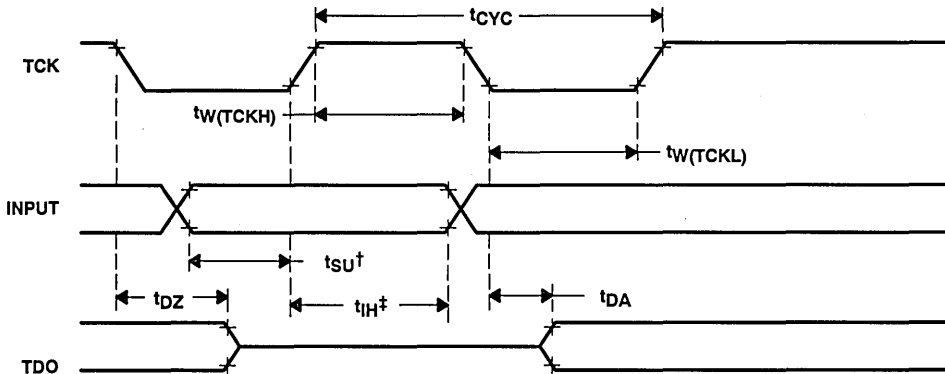 tCYC
TCK
tW(TCKH)
tW(TCKL)
INPUT
tSU†
tDZ
tIH‡
tDA
TDO